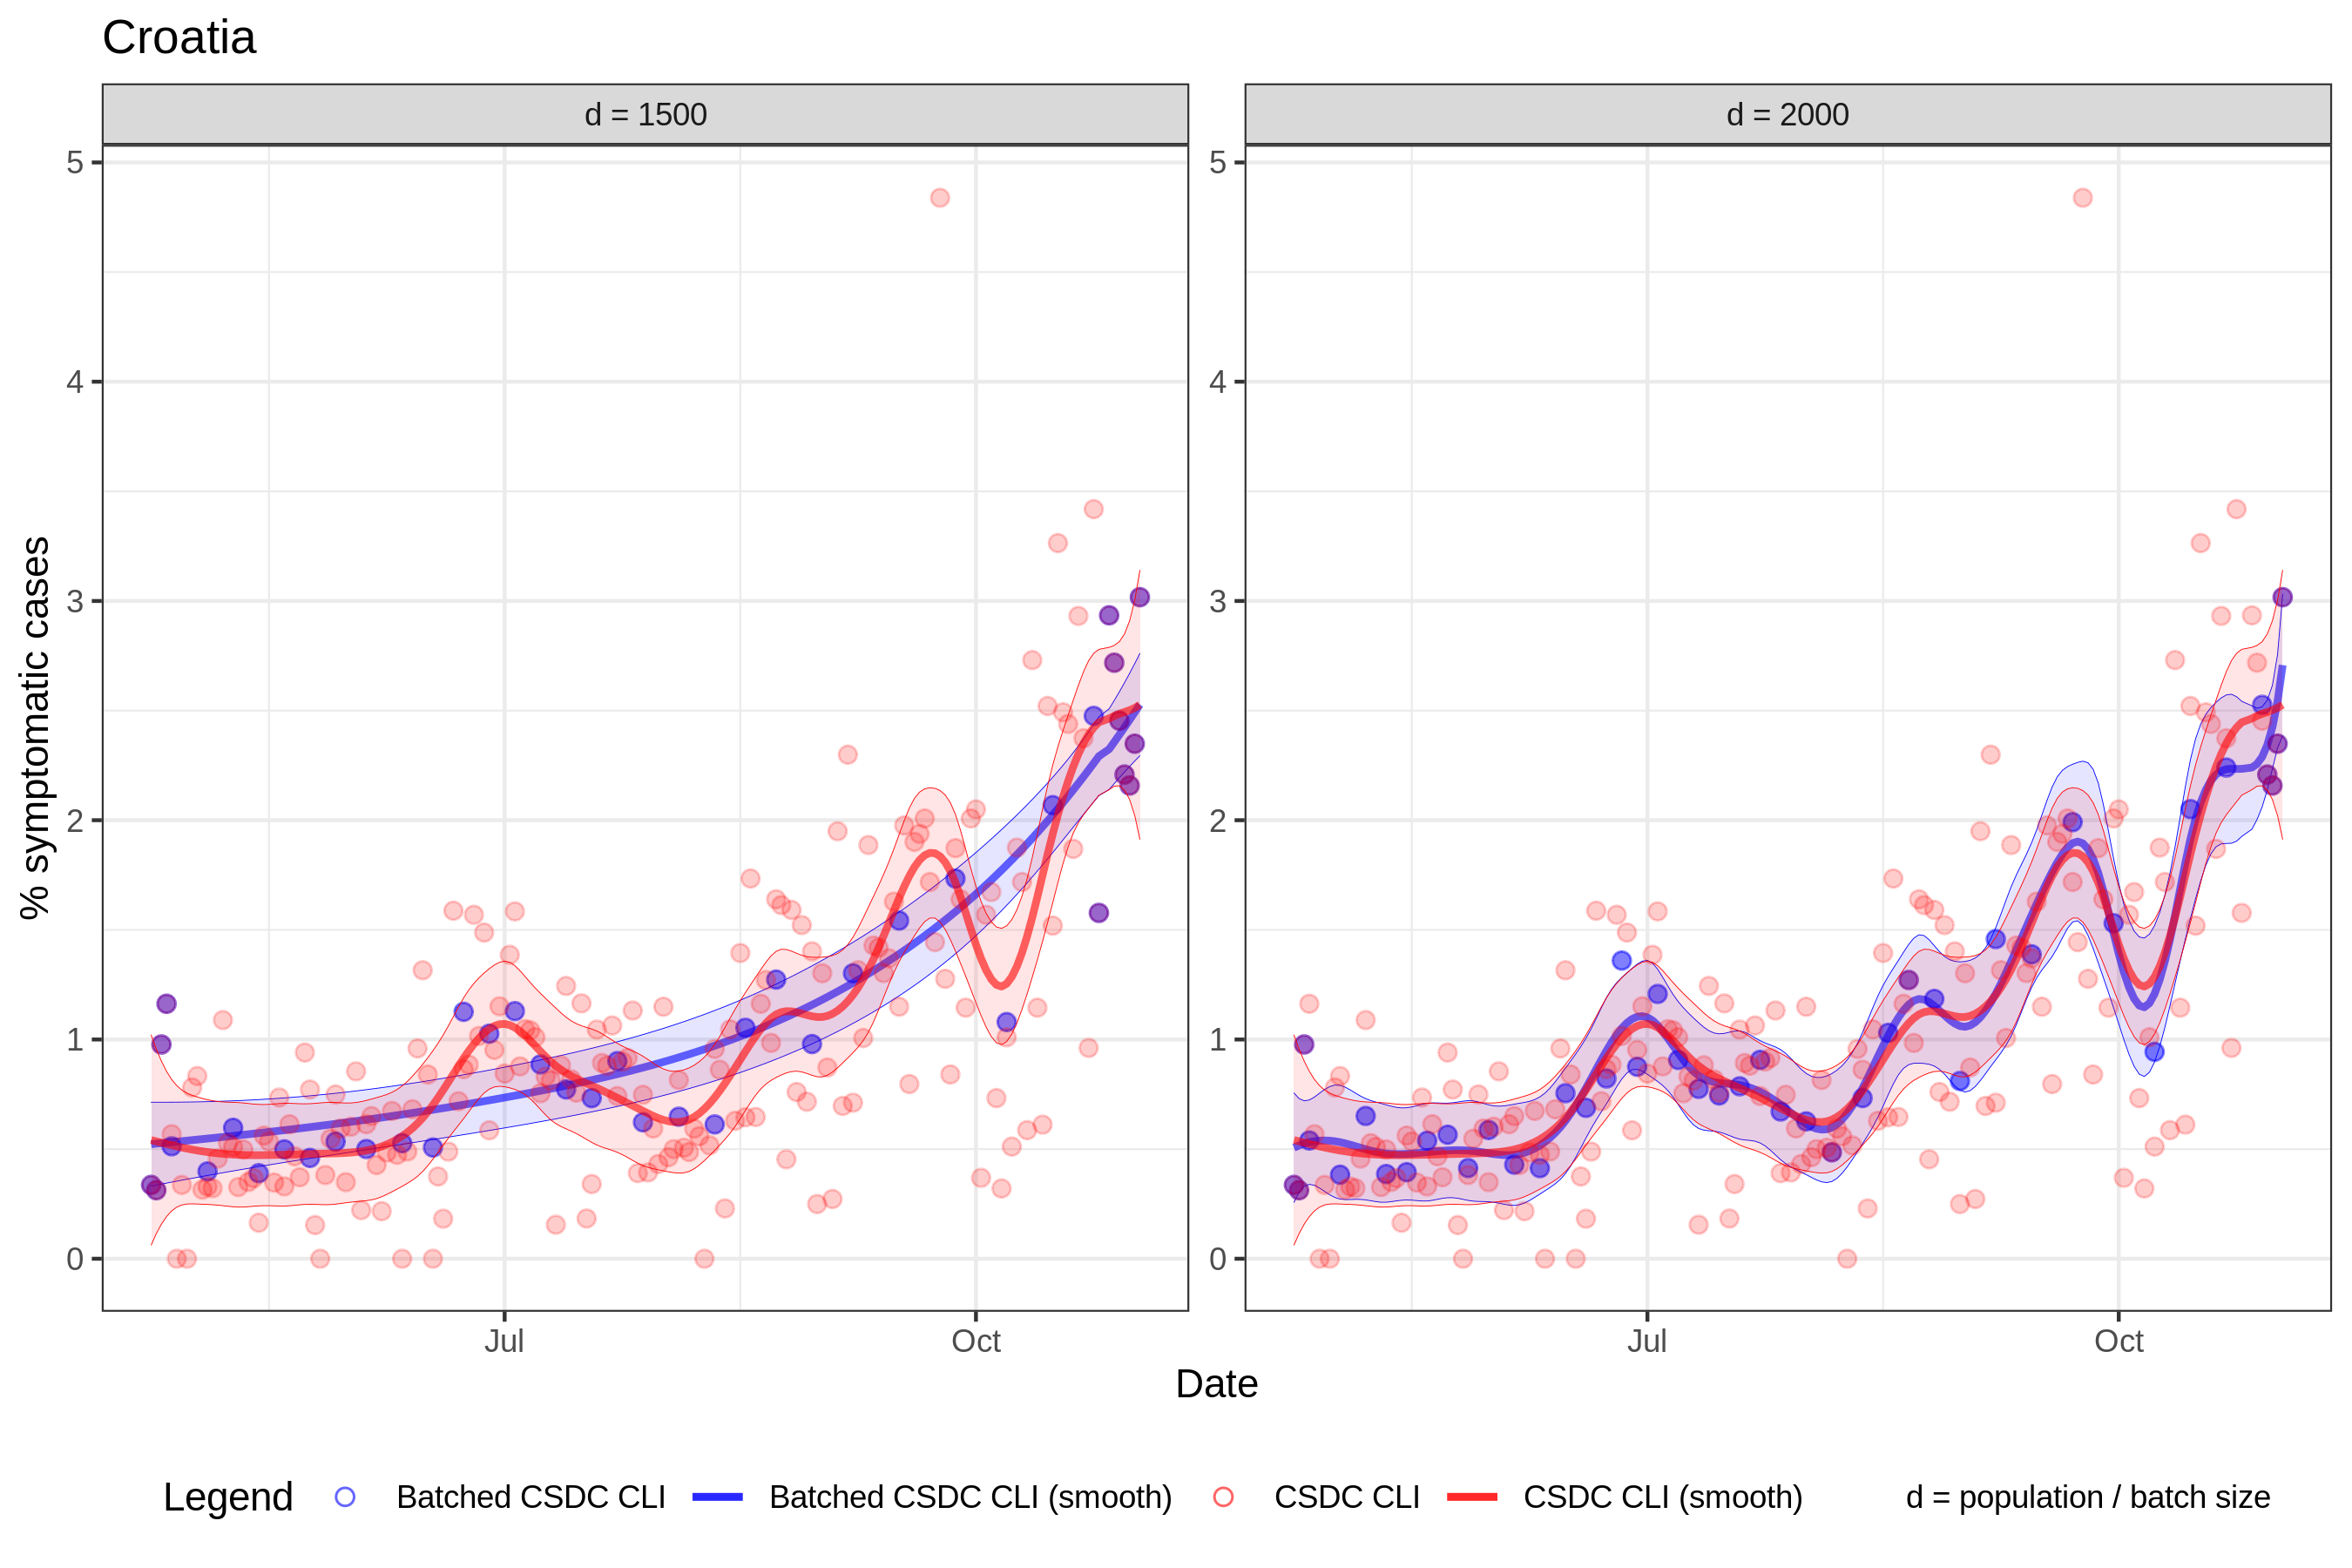 Croatia
d = 1500
d = 2000
% symptomatic cases
5
4
3
2
1
0
5
4
3
2
1
0
Jul
Oct
Jul
Oct
Date
Legend Batched CSDC CLI Batched CSDC CLI (smooth) CSDC CLI CSDC CLI (smooth) d = population / batch size